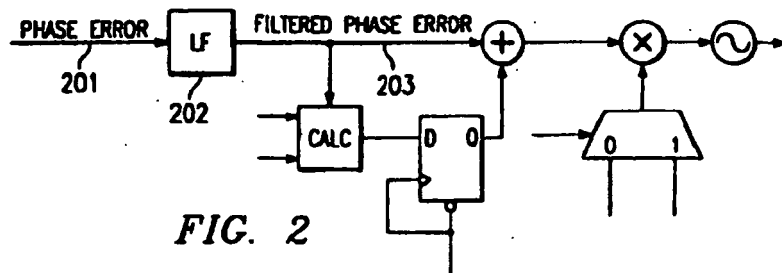 PHASE ERROR
201
LF
202
FILTERED PHASE ERROR
203
+
×
CALC
D Q
0 1
FIG. 2